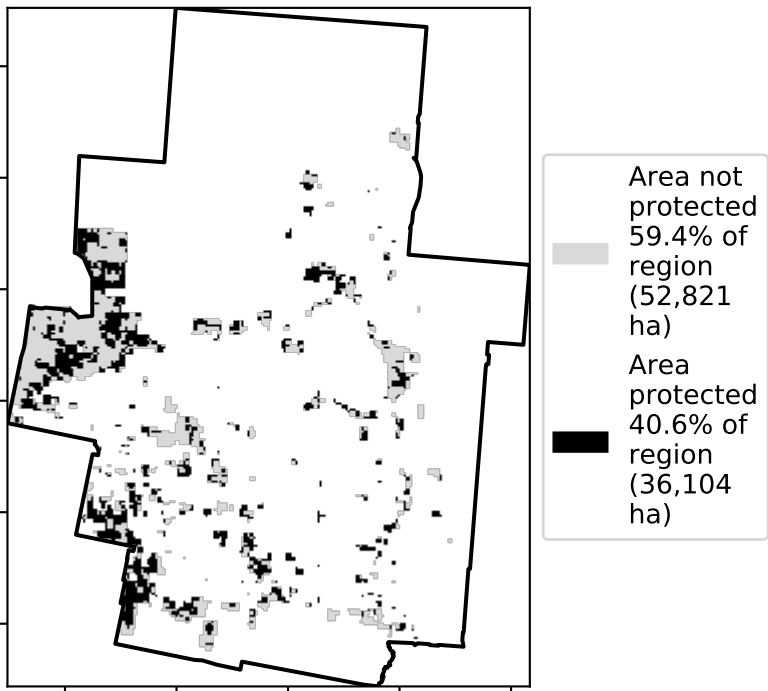 Area not
protected
59.4% of
region
(52,821
ha)
Area
protected
40.6% of
region
(36,104
ha)